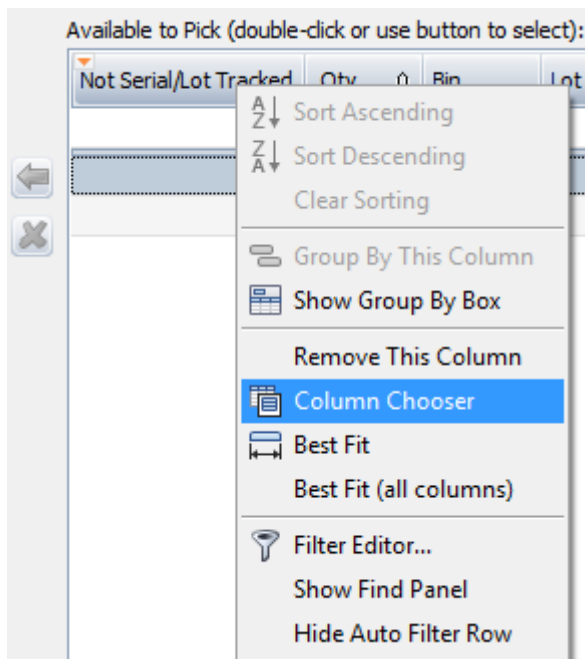 Available to Pick (double-click or use button to select):
Not Serial/Lot Tracked Qty Bin Lot
Sort Ascending
Sort Descending
Clear Sorting
Group By This Column
Show Group By Box
Remove This Column
Column Chooser
Best Fit
Best Fit (all columns)
Filter Editor...
Show Find Panel
Hide Auto Filter Row